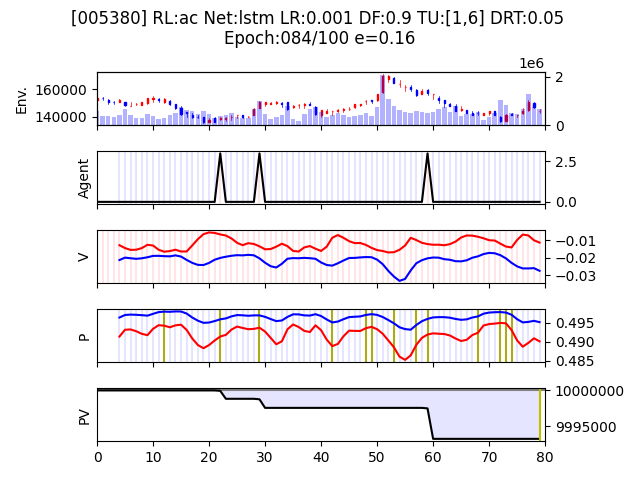 [005380] RL:ac Net:lstm LR:0.001 DF:0.9 TU:[1,6] DRT:0.05
Epoch:084/100 e=0.16
1e6
Env.
160000
140000
2
0
Agent
2.5
0.0
V
−0.01
−0.02
−0.03
P
0.495
0.490
0.485
PV
10000000
9995000
0 10 20 30 40 50 60 70 80